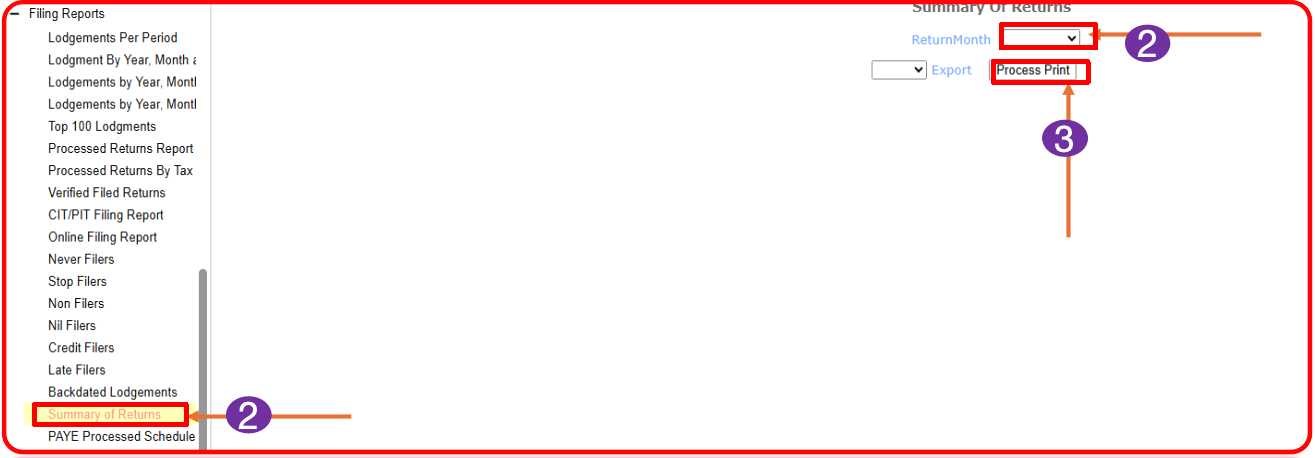 Filing Reports
Lodgements Per Period
Lodgment By Year, Month a
Lodgements by Year, Montl
Lodgements by Year, Montl
Top 100 Lodgments
Processed Returns Report
Processed Returns By Tax
Verified Filed Returns
CIT/PIT Filing Report
Online Filing Report
Never Filers
Stop Filers
Non Filers
Nil Filers
Credit Filers
Late Filers
Backdated Lodgements
Summary of Returns
2
PAYE Processed Schedule
Summary Of Returns
ReturnMonth
2
Export Process Print
3